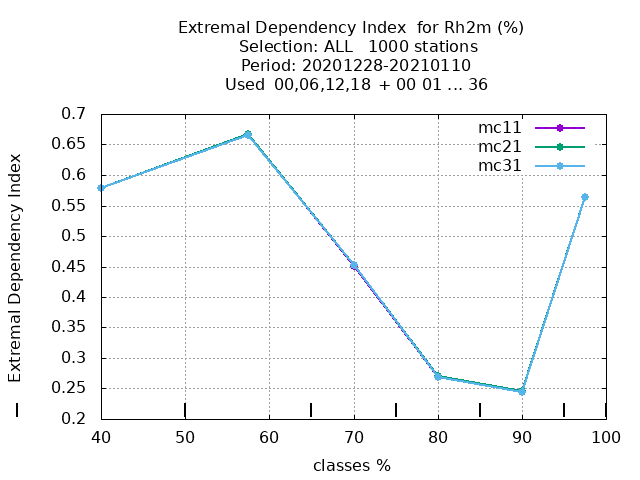 Extremal Dependency Index  for Rh2m (%)
Selection: ALL   1000 stations
Period: 20201228-20210110
Used  00,06,12,18 + 00 01 ... 36
Extremal Dependency Index
0.7
0.65
0.6
0.55
0.5
0.45
0.4
0.35
0.3
0.25
0.2
mc11
mc21
mc31
40 50 60 70 80 90 100
classes %